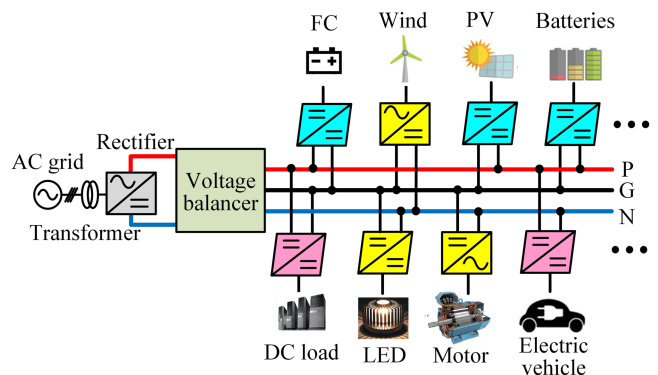 FC
Wind
PV
Batteries
Rectifier
AC grid
Voltage
balancer
Transformer
P
G
N
DC load
LED
Motor
Electric
vehicle